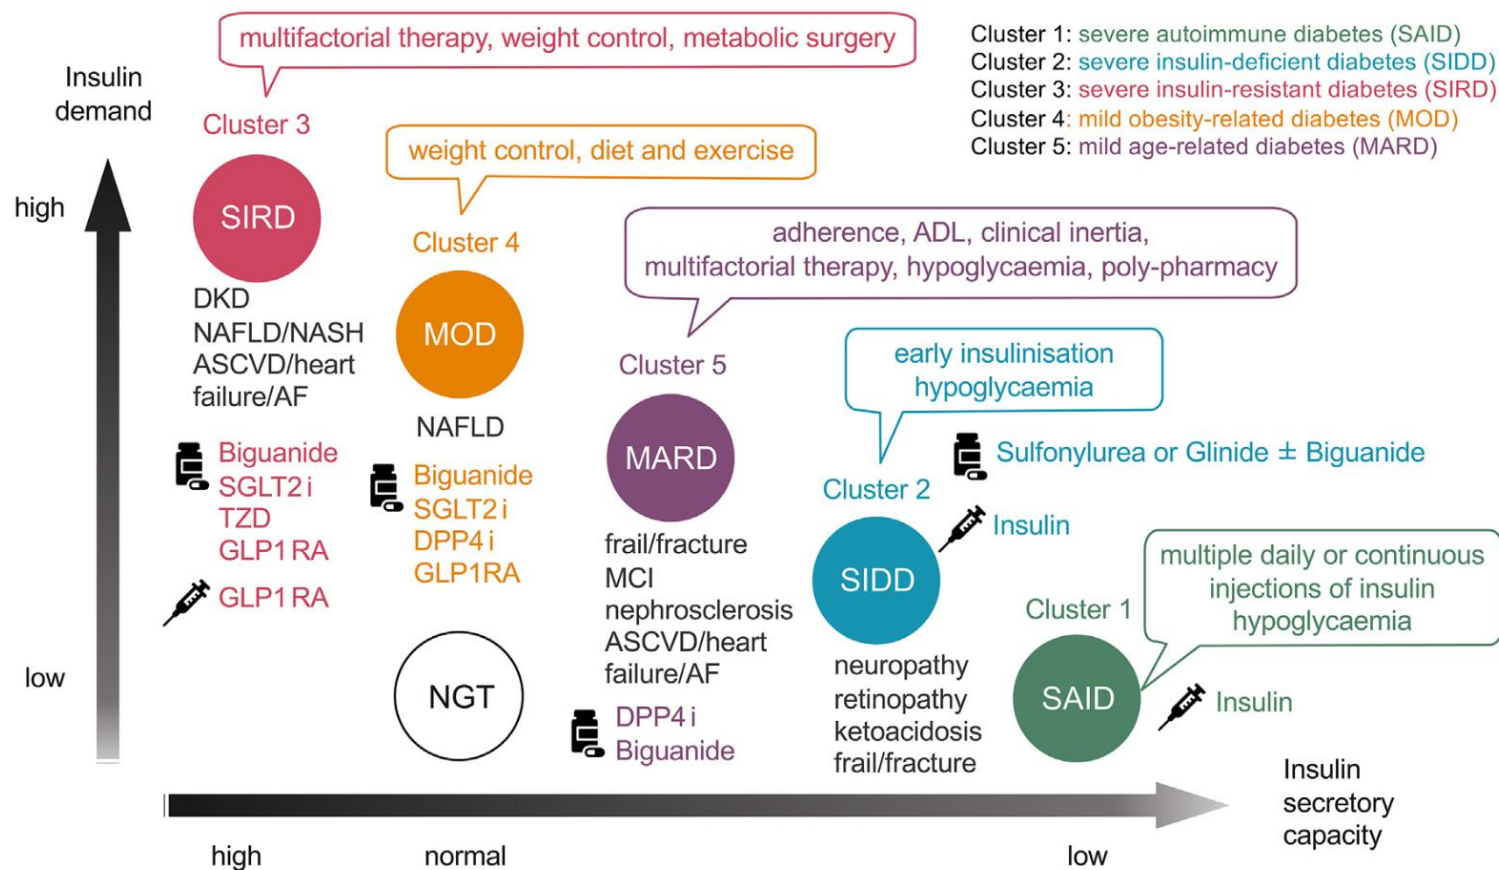 multifactorial therapy, weight control, metabolic surgery
Cluster 1: severe autoimmune diabetes (SAID)
Cluster 2: severe insulin-deficient diabetes (SIDD)
Cluster 3: severe insulin-resistant diabetes (SIRD)
Cluster 4: mild obesity-related diabetes (MOD)
Cluster 5: mild age-related diabetes (MARD)
Insulin
demand
high
low
Cluster 3
SIRD
DKD
NAFLD/NASH
ASCVD/heart
failure/AF
Biguanide
SGLT2 i
TZD
GLP1 RA
GLP1 RA
weight control, diet and exercise
Cluster 4
MOD
NAFLD
Biguanide
SGLT2 i
DPP4 i
GLP1RA
NGT
adherence, ADL, clinical inertia,
multifactorial therapy, hypoglycaemia, poly-pharmacy
Cluster 5
MARD
frail/fracture
MCI
nephrosclerosis
ASCVD/heart
failure/AF
DPP4 i
Biguanide
early insulinisation
hypoglycaemia
Sulfonylurea or Glinide ± Biguanide
Cluster 2
Insulin
SIDD
neuropathy
retinopathy
ketoacidosis
frail/fracture
multiple daily or continuous
injections of insulin
hypoglycaemia
Cluster 1
SAID
Insulin
high
normal
low
Insulin
secretory
capacity